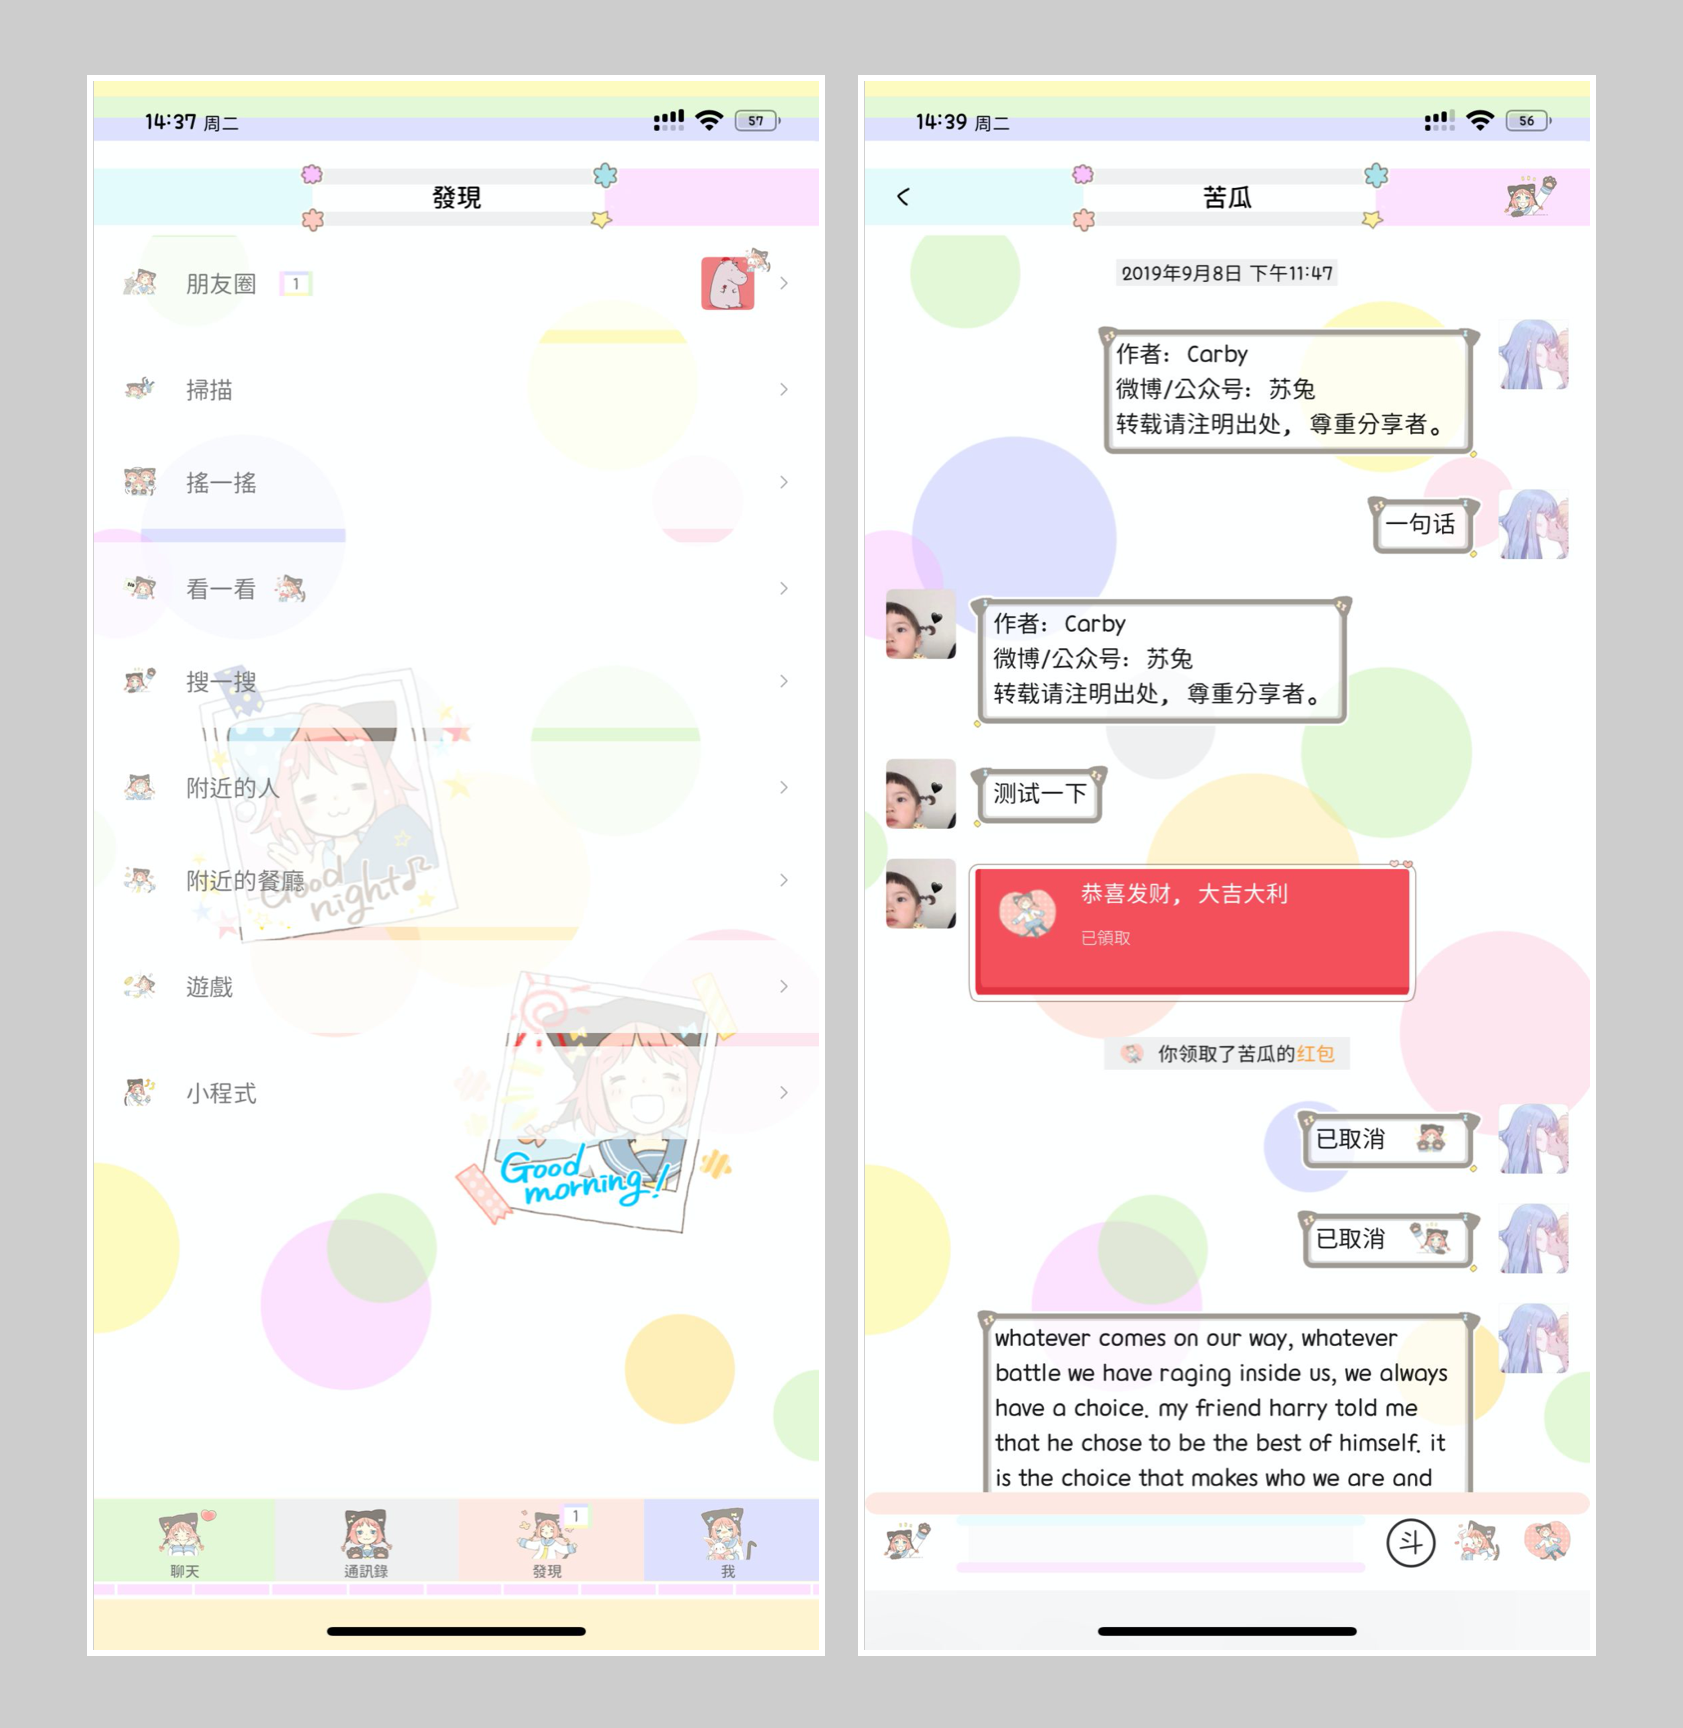 14:37 周二
57
發現
朋友圈 1
掃描
搖一搖
看一看
搜一搜
附近的人
附近的餐廳
Good
night
遊戲
小程式
Good
morning!
1
聊天
通訊錄
發現
我
14:39 周二
56
苦瓜
2019年9月8日 下午11:47
作者: Carby
微博/公众号: 苏兔
转载请注明出处, 尊重分享者。
一句话
作者: Carby
微博/公众号: 苏兔
转载请注明出处, 尊重分享者。
测试一下
恭喜发财, 大吉大利
已領取
你领取了苦瓜的红包
已取消
已取消
whatever comes on our way, whatever
battle we have raging inside us, we always
have a choice. my friend harry told me
that he chose to be the best of himself. it
is the choice that makes who we are and
斗